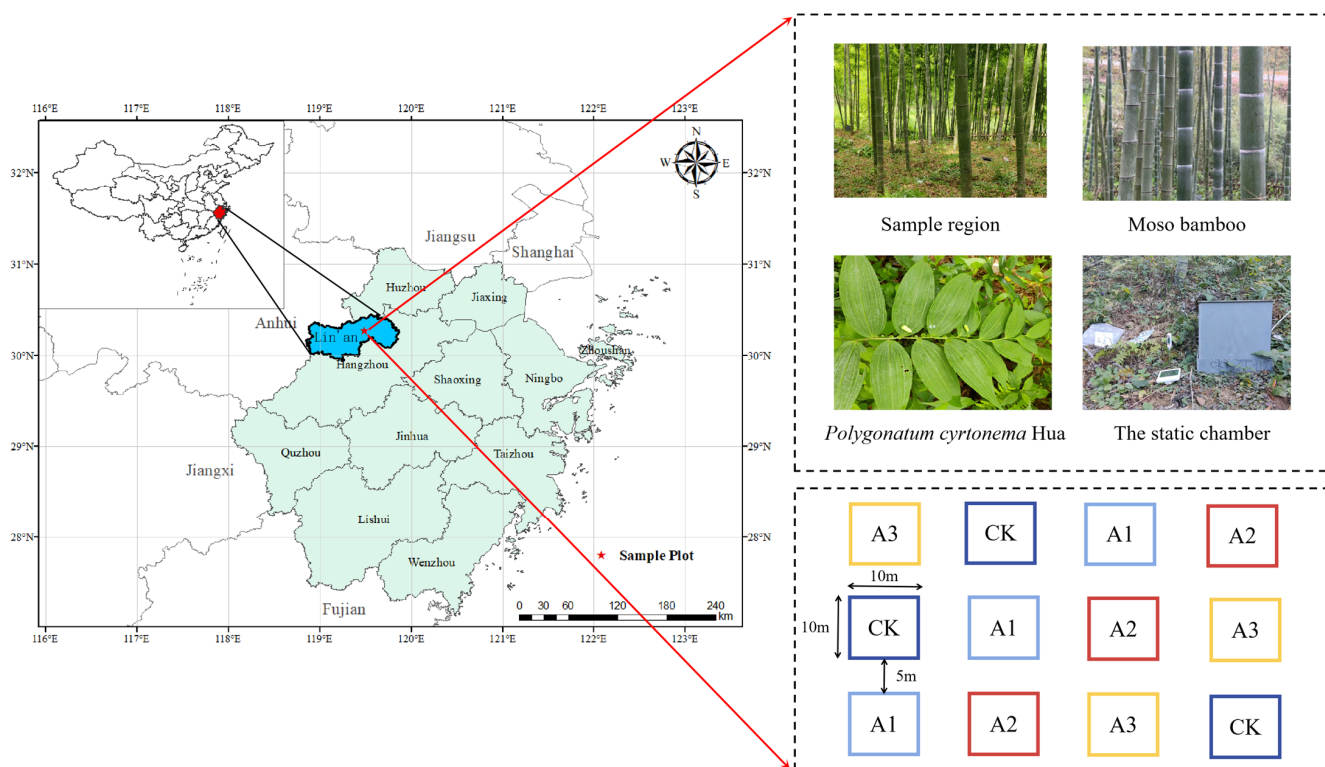 116°E 117°E 118°E 119°E 120°E 121°E 122°E 123°E
32°N
31°N
30°N
29°N
28°N
32°N
31°N
30°N
29°N
28°N
N
W E
S
Jiangsu
Shanghai
Huzhou
Jiaxing
Anhui
Lin'an
Hangzhou
Zhoushan
Shaoxing
Ningbo
Jinhua
Quzhou
Taizhou
Jiangxi
Lishui
Sample Plot
Wenzhou
Fujian
0 30 60 120 180 240
km
116°E 117°E 118°E 119°E 120°E 121°E 122°E 123°E
Sample region
Moso bamboo
Polygonatum cyrtonema Hua
The static chamber
A3 CK A1 A2
10m
10m
CK A1 A2 A3
5m
A1 A2 A3 CK